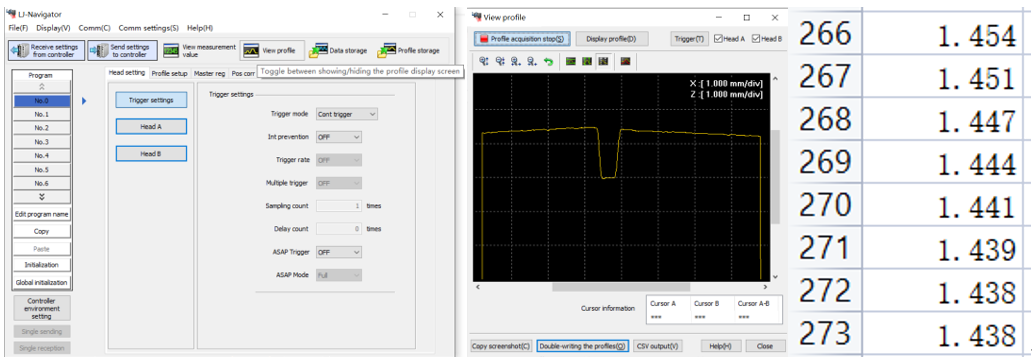 LJ-Navigator
File(F) Display(V) Comm(C) Comm settings(S) Help(H)
Receive settings from controller
Send settings to controller
View measurement value
View profile
Data storage
Profile storage
Program
Head setting Profile setup Master reg Pos corr
Toggle between showing/hiding the profile display screen
No.0
No.1
No.2
No.3
No.4
No.5
No.6
Edit program name
Copy
Paste
Initialization
Global initialization
Controller
environment
setting
Single sending
Single reception
Trigger settings
Head A
Head B
Trigger settings
Trigger mode Cont trigger
Int prevention OFF
Trigger rate OFF
Multiple trigger OFF
Sampling count 1 times
Delay count 0 times
ASAP Trigger OFF
ASAP Mode Full
View profile
Profile acquisition stop(S) Display profile(D) Trigger(T) Head A Head B
X :[ 1.000 mm/div]
Z :[ 1.000 mm/div]
Cursor information
Cursor A Cursor B Cursor A-B
*** *** ***
Copy screenshot(C) Double-writing the profiles(O) CSV output(V) Help(H) Close
266 1.454
267 1.451
268 1.447
269 1.444
270 1.441
271 1.439
272 1.438
273 1.438